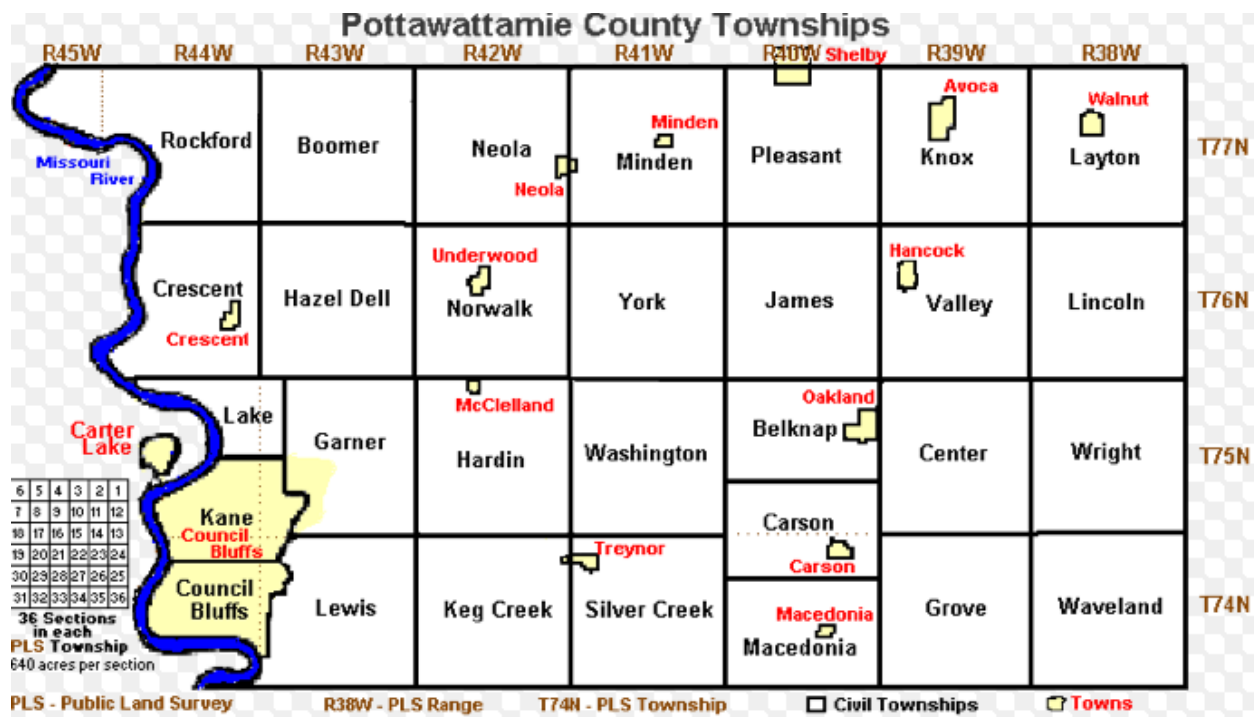 Pottawattamie County Townships
R45W R44W R43W R42W R41W R40W Shelby R39W R38W
Avoca
Walnut
Minden
Rockford Boomer Neola Minden Pleasant Knox Layton T77N
Missouri
River
Neola
Underwood
Hancock
Crescent Hazel Dell Norwalk York James Valley Lincoln T76N
Crescent
McClelland
Oakland
Lake
Carter
Lake
Garner Hardin Washington Belknap Center Wright T75N
6 5 4 3 2 1
7 8 9 10 11 12
18 17 16 15 14 13
19 20 21 22 23 24
30 29 28 27 26 25
31 32 33 34 35 36
36 Sections
in each
PLS Township
640 acres per section
Kane
Council
Bluffs
Carson
Carson
Treynor
Council
Bluffs
Lewis Keg Creek Silver Creek Grove Waveland T74N
Macedonia
Macedonia
PLS - Public Land Survey R38W - PLS Range T74N - PLS Township Civil Townships Towns